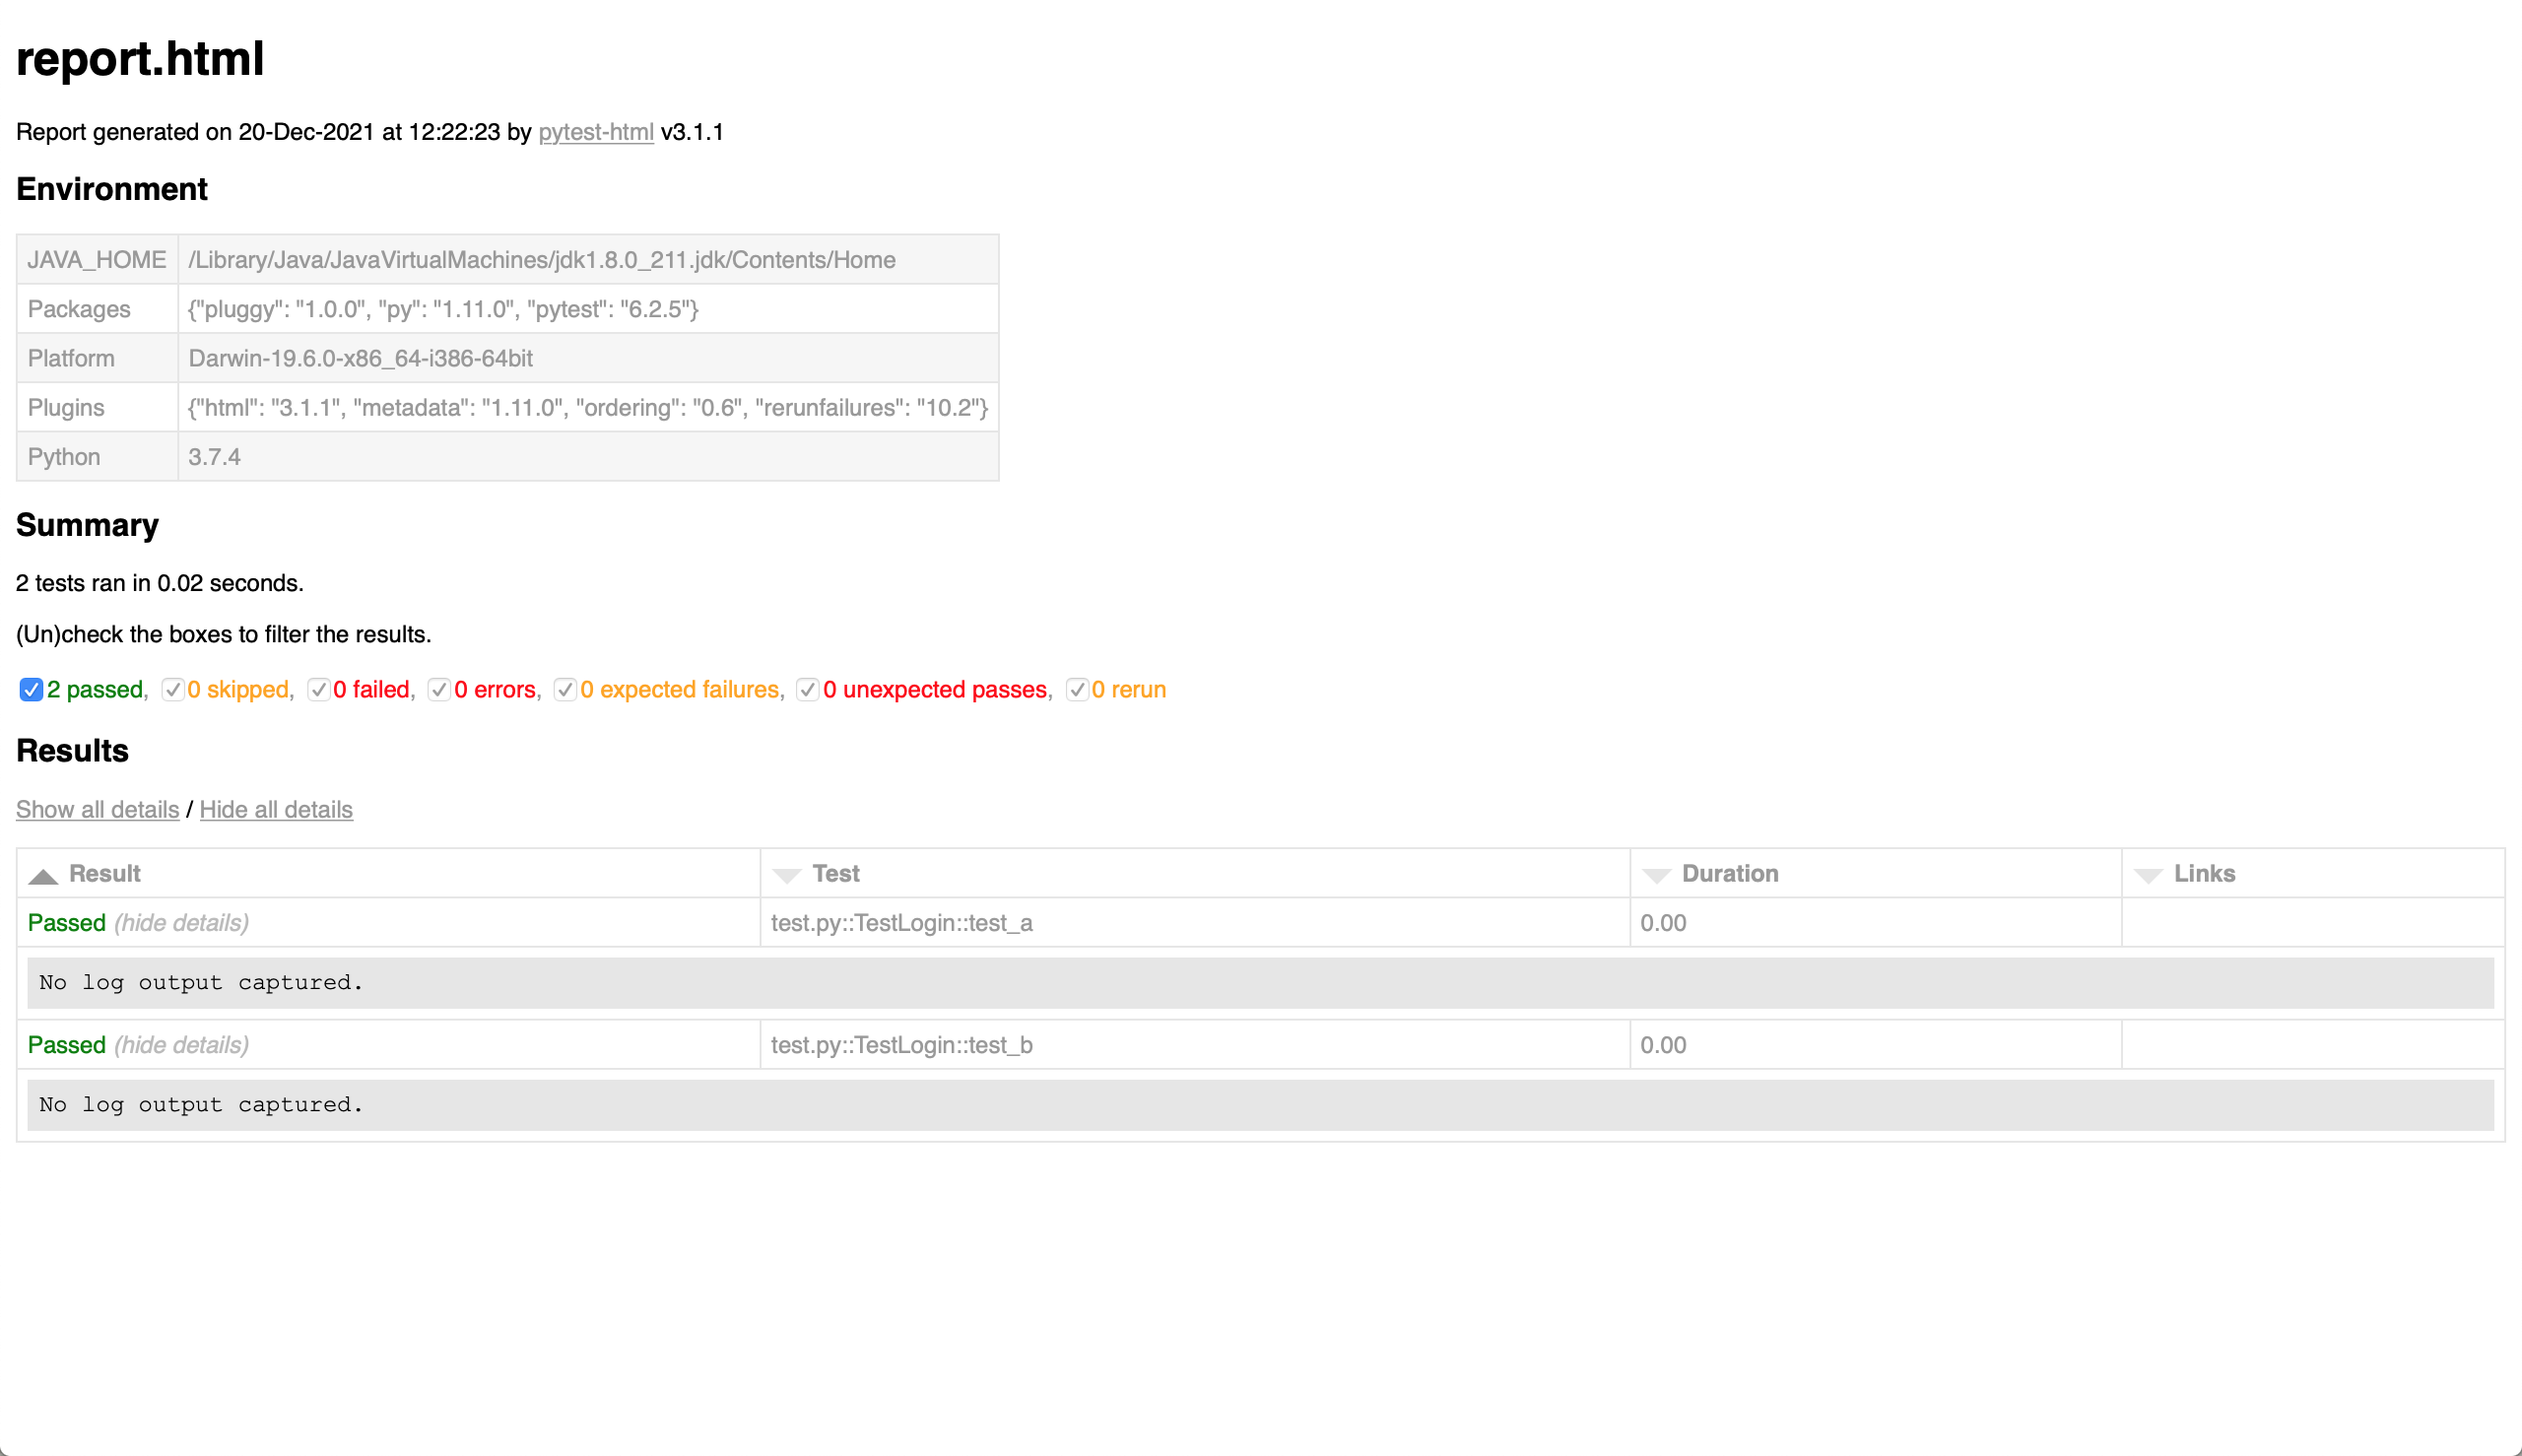 report.html
Report generated on 20-Dec-2021 at 12:22:23 by pytest-html v3.1.1
Environment
JAVA_HOME /Library/Java/JavaVirtualMachines/jdk1.8.0_211.jdk/Contents/Home
Packages {"pluggy": "1.0.0", "py": "1.11.0", "pytest": "6.2.5"}
Platform Darwin-19.6.0-x86_64-i386-64bit
Plugins {"html": "3.1.1", "metadata": "1.11.0", "ordering": "0.6", "rerunfailures": "10.2"}
Python 3.7.4
Summary
2 tests ran in 0.02 seconds.
(Un)check the boxes to filter the results.
2 passed, 0 skipped, 0 failed, 0 errors, 0 expected failures, 0 unexpected passes, 0 rerun
Results
Show all details / Hide all details
Result Test Duration Links
Passed (hide details) test.py::TestLogin::test_a 0.00
No log output captured.
Passed (hide details) test.py::TestLogin::test_b 0.00
No log output captured.